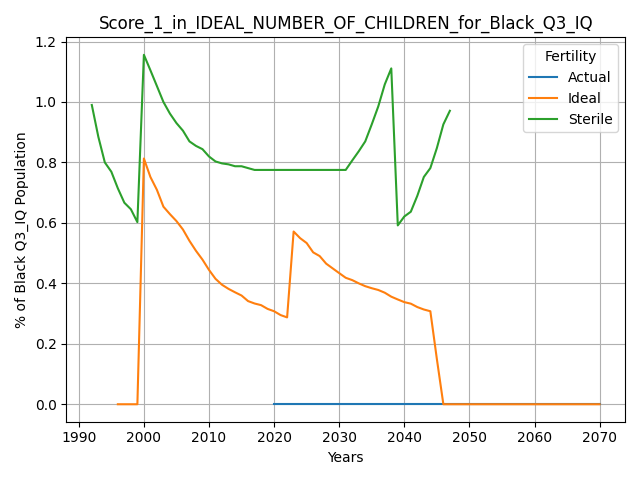 Score_1_in_IDEAL_NUMBER_OF_CHILDREN_for_Black_Q3_IQ
Fertility
Actual
Ideal
Sterile
% of Black Q3_IQ Population
1.2
1.0
0.8
0.6
0.4
0.2
0.0
1990 2000 2010 2020 2030 2040 2050 2060 2070
Years